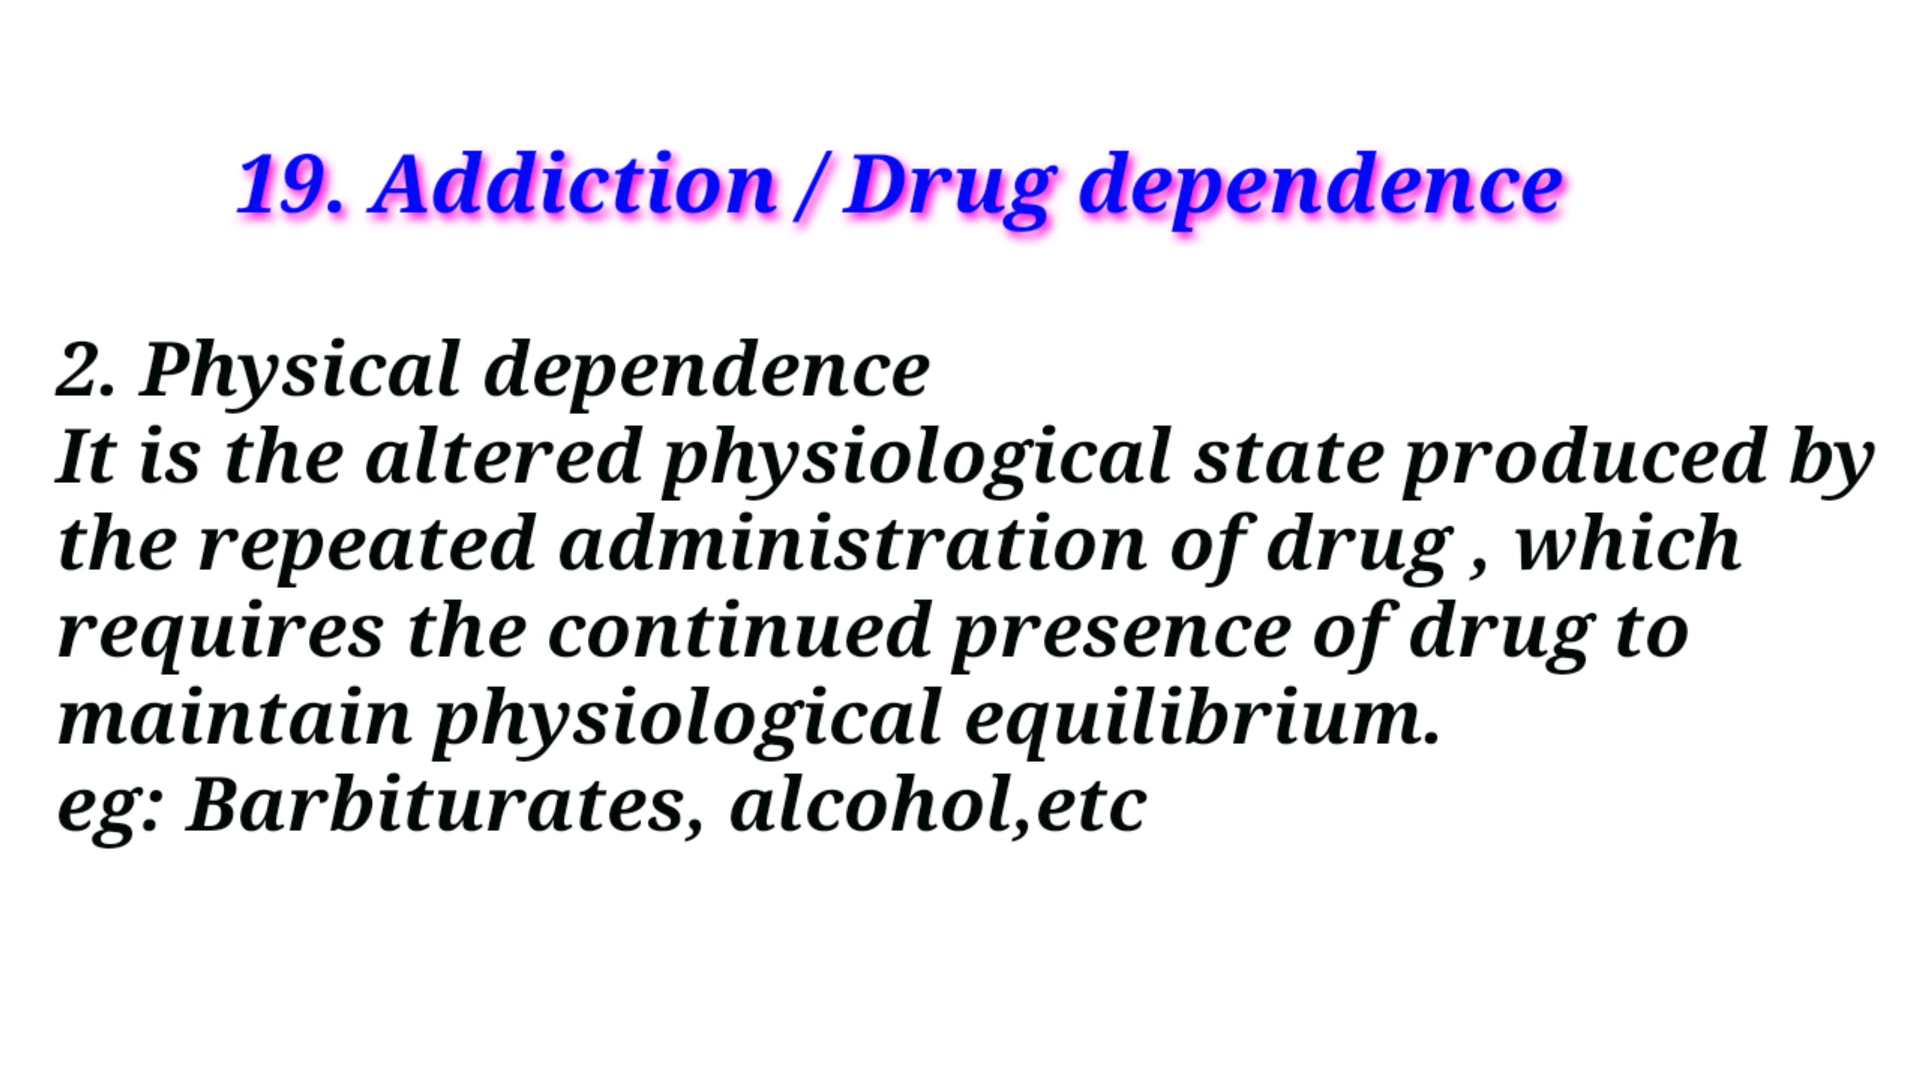 19. Addiction / Drug dependence
2. Physical dependence
It is the altered physiological state produced by
the repeated administration of drug , which
requires the continued presence of drug to
maintain physiological equilibrium.
eg: Barbiturates, alcohol,etc